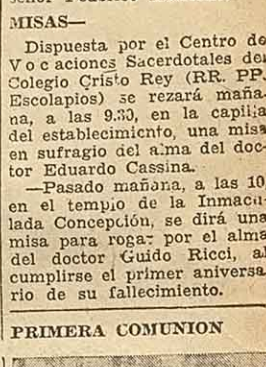 MISAS—
Dispuesta por el Centro de
Vocaciones Sacerdotales del
Colegio Cristo Rey (RR. PP.
Escolapios) se rezará maña-
na, a las 9.30, en la capilla
del establecimiento, una misa
en sufragio del alma del doc-
tor Eduardo Cassina.
—Pasado mañana, a las 10
en el templo de la Inmacu
lada Concepción, se dirá una
misa para rogar por el alma
del doctor Guido Ricci, al
cumplirse el primer aniversa
rio de su fallecimiento.
PRIMERA COMUNION